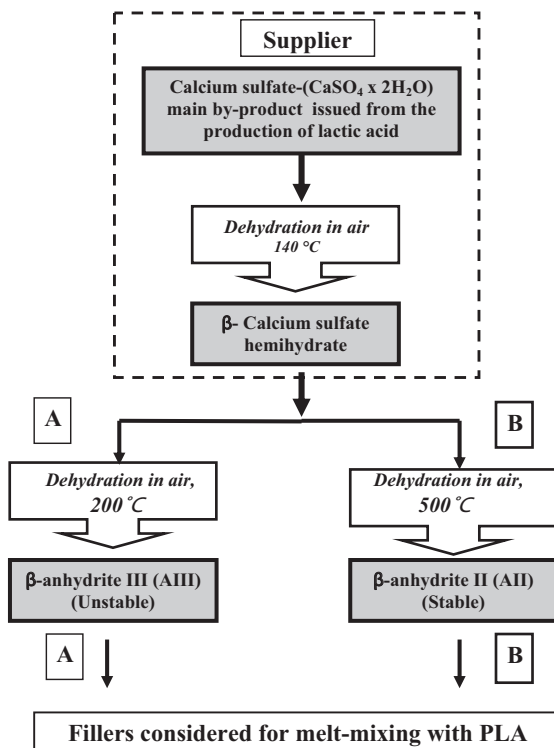 Supplier
Calcium sulfate-(CaSO₄ x 2H₂O)
main by-product issued from the
production of lactic acid
Dehydration in air
140 °C
β- Calcium sulfate
hemihydrate
A
B
Dehydration in air,
200℃
Dehydration in air,
500℃
β-anhydrite III (AIII)
(Unstable)
β-anhydrite II (AII)
(Stable)
A
B
Fillers considered for melt-mixing with PLA